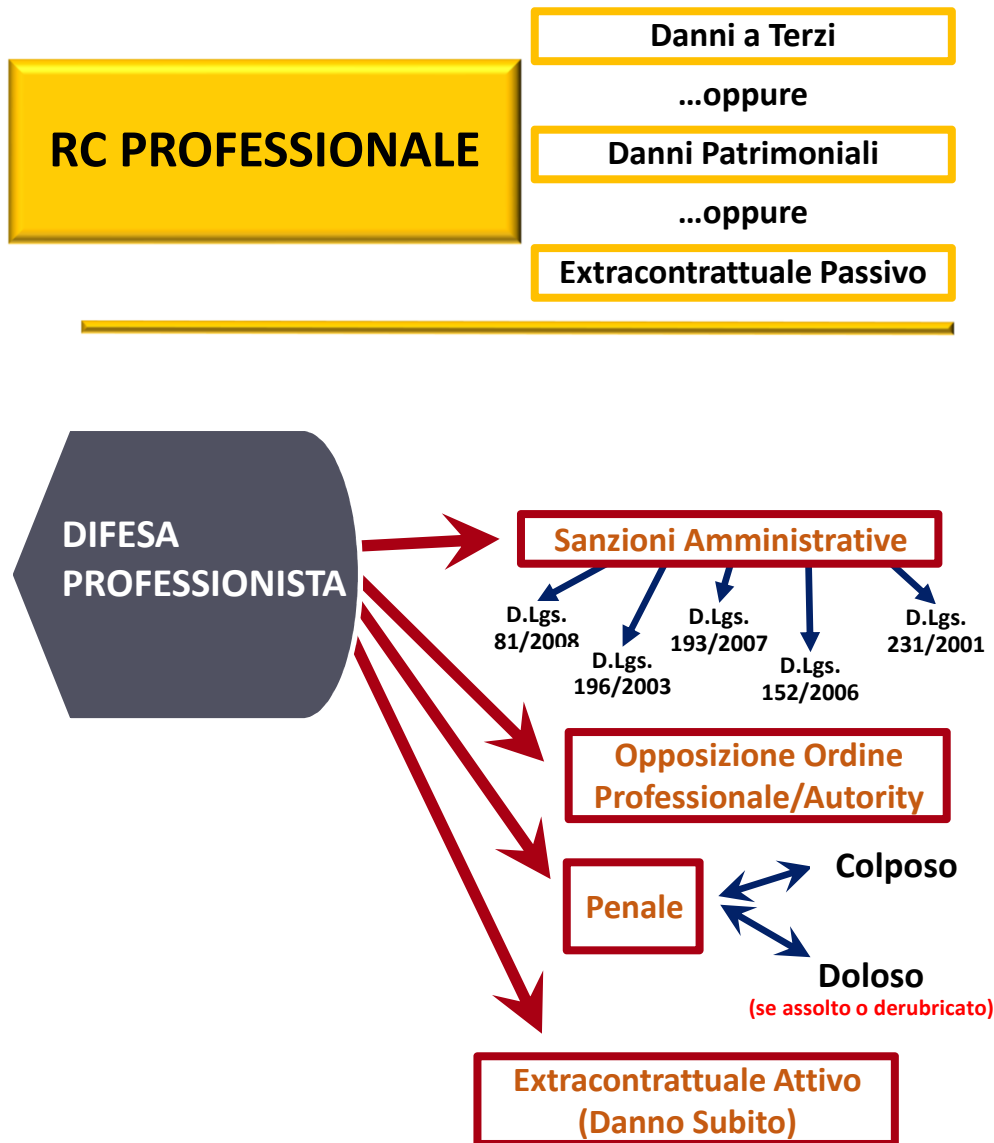 RC PROFESSIONALE
Danni a Terzi
...oppure
Danni Patrimoniali
...oppure
Extracontrattuale Passivo
DIFESA
PROFESSIONISTA
Sanzioni Amministrative
D.Lgs.
81/2008
D.Lgs.
196/2003
D.Lgs.
193/2007
D.Lgs.
152/2006
D.Lgs.
231/2001
Opposizione Ordine
Professionale/Autority
Penale
Colposo
Doloso
(se assolto o derubricato)
Extracontrattuale Attivo
(Danno Subito)